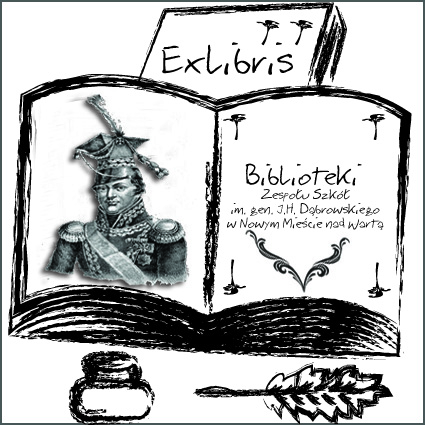 Exlibris
Biblioteki
Zespołu Szkół
im. gen. J.H. Dąbrowskiego
w Nowym Mieście nad Wartą